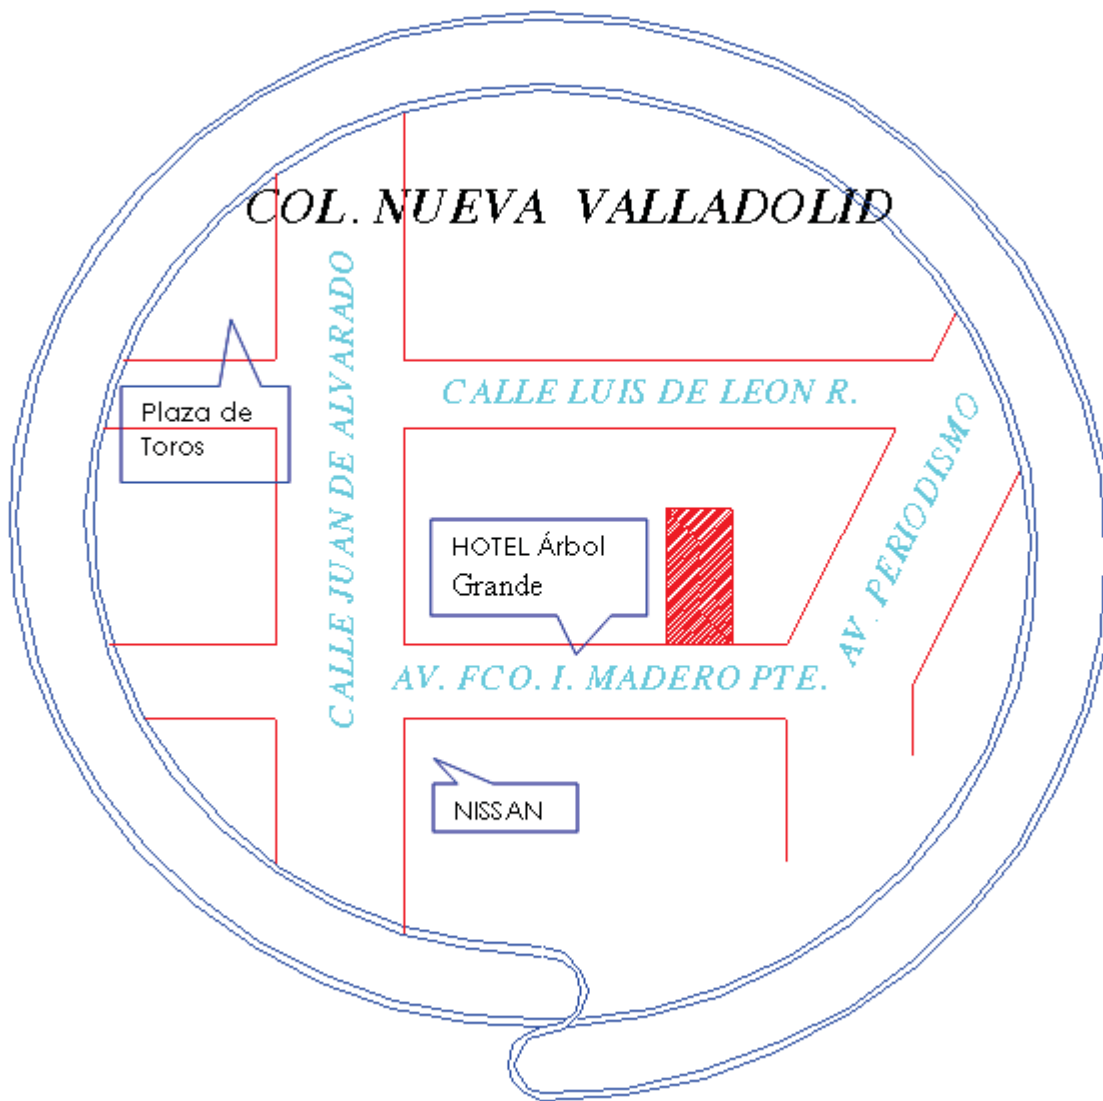 COL. NUEVA VALLADOLID
CALLE JUAN DE ALVARADO
CALLE LUIS DE LEON R.
Plaza de
Toros
AV. PERIODISMO
HOTEL Árbol
Grande
AV. FCO. I. MADERO PTE.
NISSAN